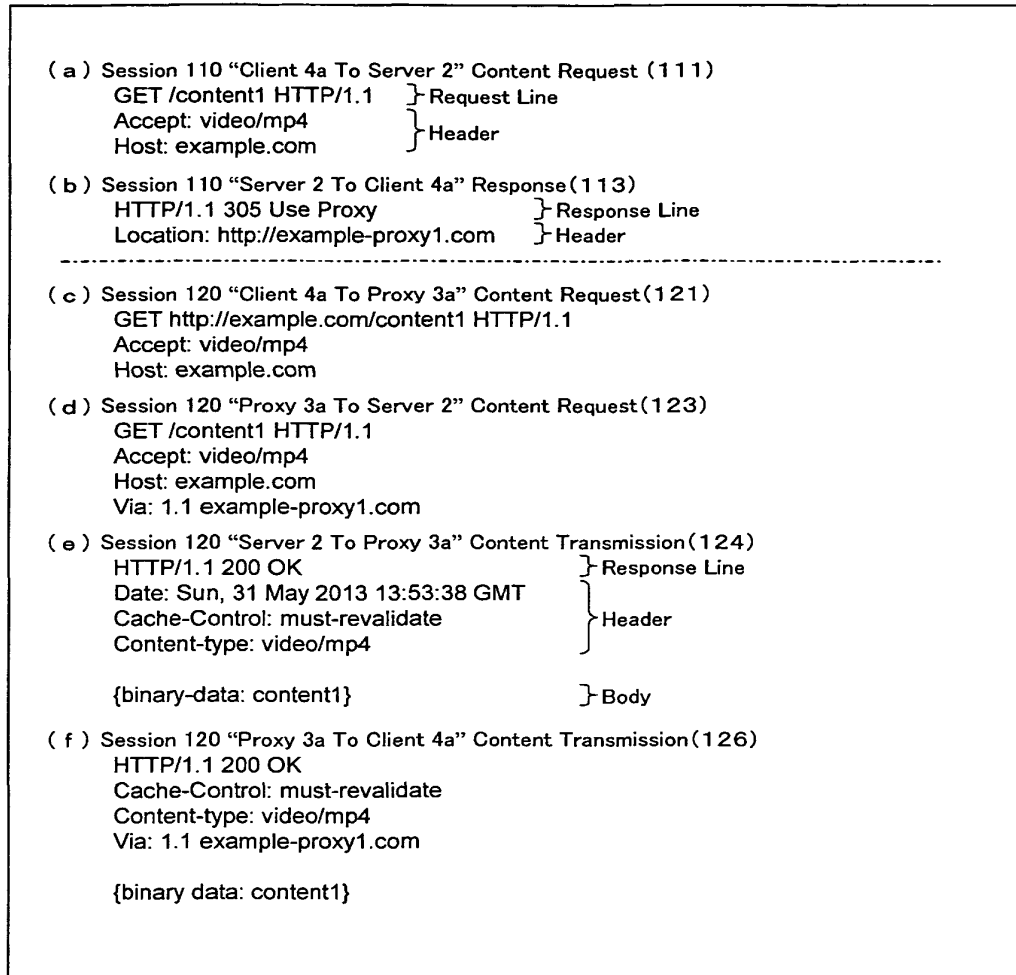 (a) Session 110 "Client 4a To Server 2" Content Request (111)
GET /content1 HTTP/1.1 Request Line
Accept: video/mp4
Header
Host: example.com
(b) Session 110 "Server 2 To Client 4a" Response(113)
HTTP/1.1 305 Use Proxy Response Line
Location: http://example-proxy1.com Header
(c) Session 120 "Client 4a To Proxy 3a" Content Request(121)
GET http://example.com/content1 HTTP/1.1
Accept: video/mp4
Host: example.com
(d) Session 120 "Proxy 3a To Server 2" Content Request(123)
GET /content1 HTTP/1.1
Accept: video/mp4
Host: example.com
Via: 1.1 example-proxy1.com
(e) Session 120 "Server 2 To Proxy 3a" Content Transmission(124)
HTTP/1.1 200 OK Response Line
Date: Sun, 31 May 2013 13:53:38 GMT
Cache-Control: must-revalidate Header
Content-type: video/mp4
{binary-data: content1} Body
(f) Session 120 "Proxy 3a To Client 4a" Content Transmission(126)
HTTP/1.1 200 OK
Cache-Control: must-revalidate
Content-type: video/mp4
Via: 1.1 example-proxy1.com
{binary data: content1}